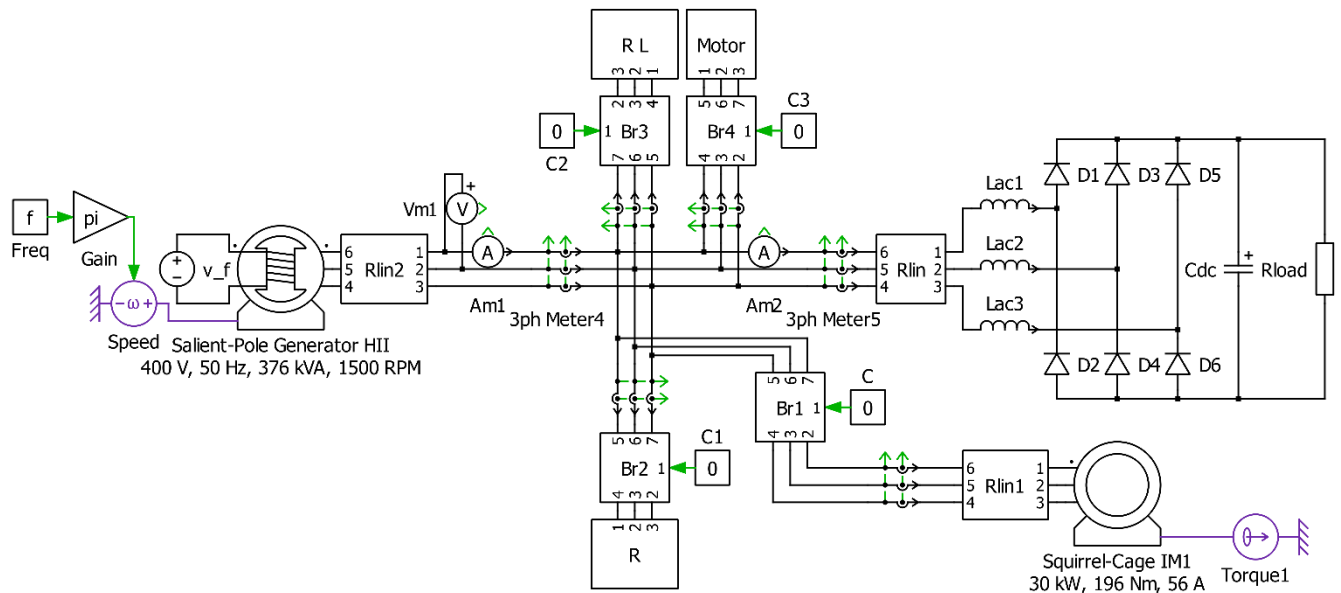 R L
3 2 1
Motor
1 2 3
2 3 4
Br3
1
7 6 5
0
C2
5 6 7
Br4
1
4 3 2
C3
0
f
Freq
pi
Gain
− ω +
Speed
+
−
v_f
Salient-Pole Generator HII
400 V, 50 Hz, 376 kVA, 1500 RPM
6
5
4
Rlin2
1
2
3
Vm1
V
+
A
Am1
3ph Meter4
A
Am2
3ph Meter5
6
5
4
Rlin
1
2
3
Lac1
Lac2
Lac3
D1
D3
D5
D2
D4
D6
Cdc
+
Rload
5 6 7
Br2
1
4 3 2
C1
0
1 2 3
R
5 6 7
Br1
1
4 3 2
C
0
6
5
4
Rlin1
1
2
3
Squirrel-Cage IM1
30 kW, 196 Nm, 56 A
Torque1